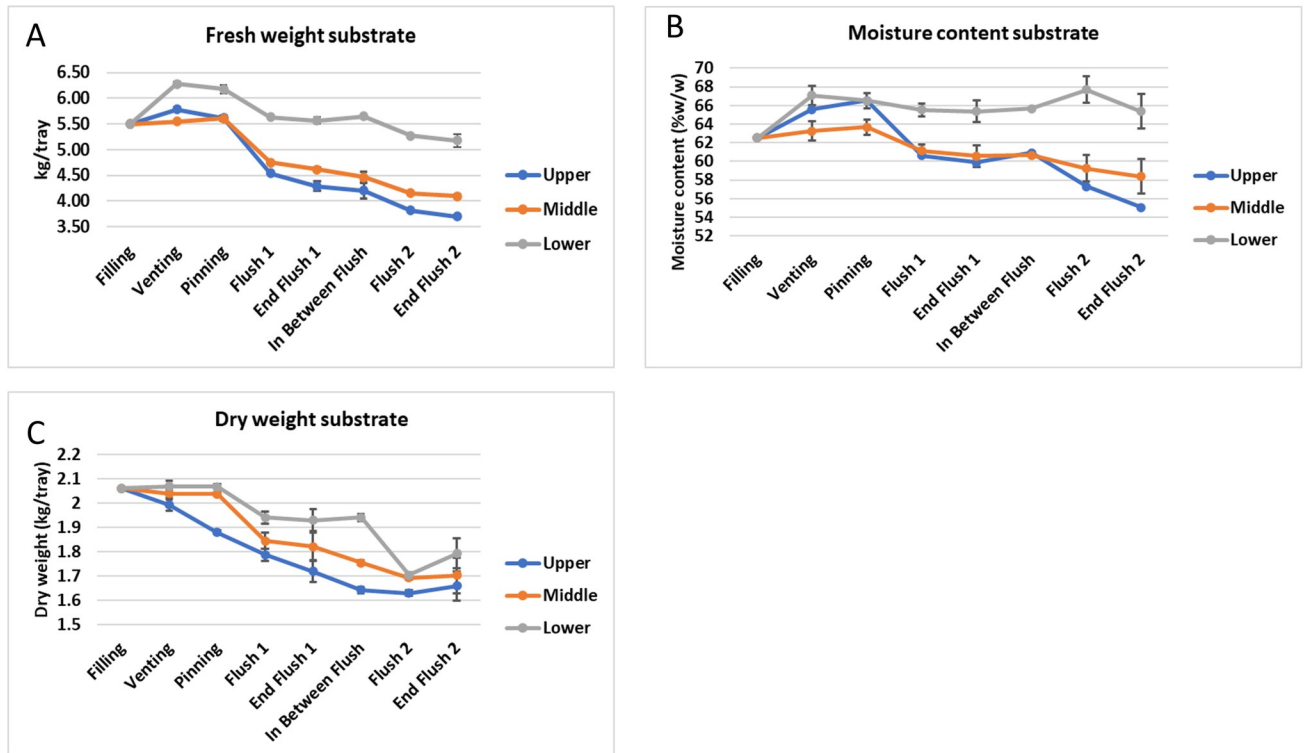 A
Fresh weight substrate
6.50
6.00
5.50
5.00
4.50
4.00
3.50
kg/tray
Filling
Venting
Pinning
Flush 1
End Flush 1
In Between Flush
Flush 2
End Flush 2
Upper
Middle
Lower
B
Moisture content substrate
70
68
66
64
62
60
58
56
54
52
Moisture content (%w/w)
Filling
Venting
Pinning
Flush 1
End Flush 1
In Between Flush
Flush 2
End Flush 2
Upper
Middle
Lower
C
Dry weight substrate
2.2
2.1
2
1.9
1.8
1.7
1.6
1.5
Dry weight (kg/tray)
Filling
Venting
Pinning
Flush 1
End Flush 1
In Between Flush
Flush 2
End Flush 2
Upper
Middle
Lower